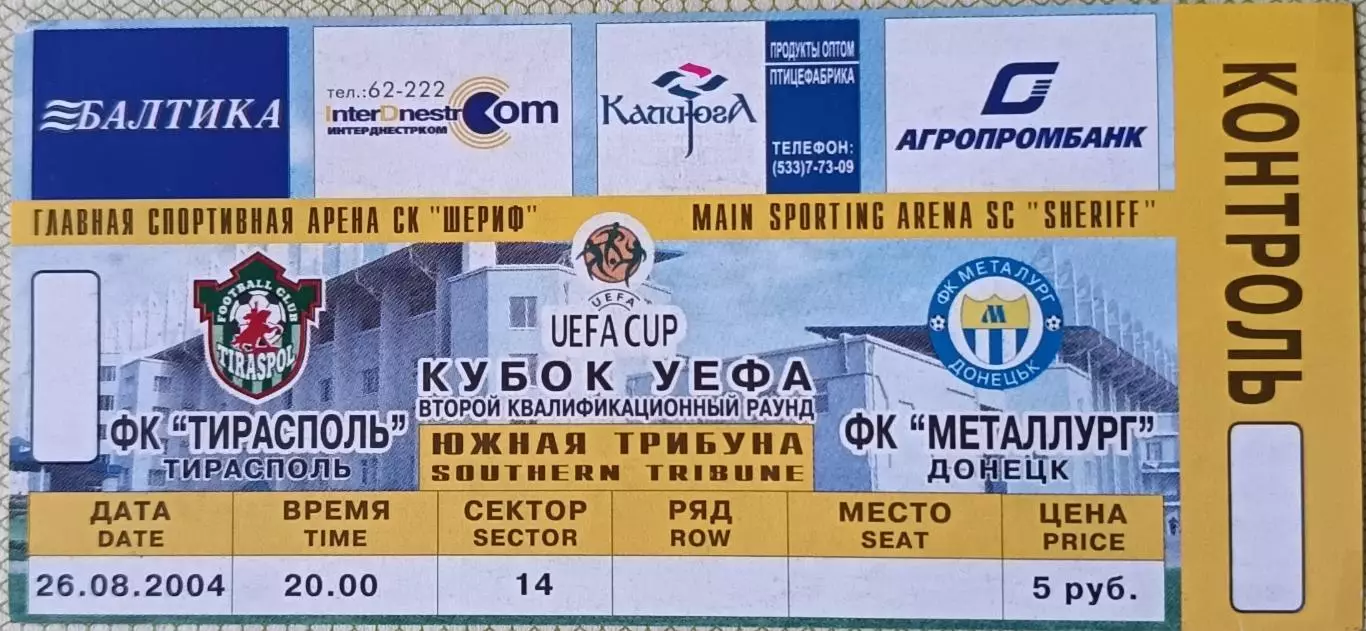 БАЛТИКА
тел.:62-222
InterDnestrCom
ИНТЕРДНЕСТРКОМ
КАЛИЮГА
ПРОДУКТЫ ОПТОМ
ПТИЦЕФАБРИКА
ТЕЛЕФОН:
(533)7-73-09
АГРОПРОМБАНК
ГЛАВНАЯ СПОРТИВНАЯ АРЕНА СК "ШЕРИФ"
MAIN SPORTING ARENA SC "SHERIFF"
FOOTBALL CLUB
TIRASPOL
UEFA
UEFA CUP
КУБОК УЕФА
ВТОРОЙ КВАЛИФИКАЦИОННЫЙ РАУНД
ФК МЕТАЛУРГ
М
ДОНЕЦЬК
ФК "ТИРАСПОЛЬ"
ТИРАСПОЛЬ
ФК "МЕТАЛЛУРГ"
ДОНЕЦК
ЮЖНАЯ ТРИБУНА
SOUTHERN TRIBUNE
ДАТА ВРЕМЯ СЕКТОР РЯД МЕСТО ЦЕНА
DATE TIME SECTOR ROW SEAT PRICE
26.08.2004 20.00 14 5 руб.
КОНТРОЛЬ